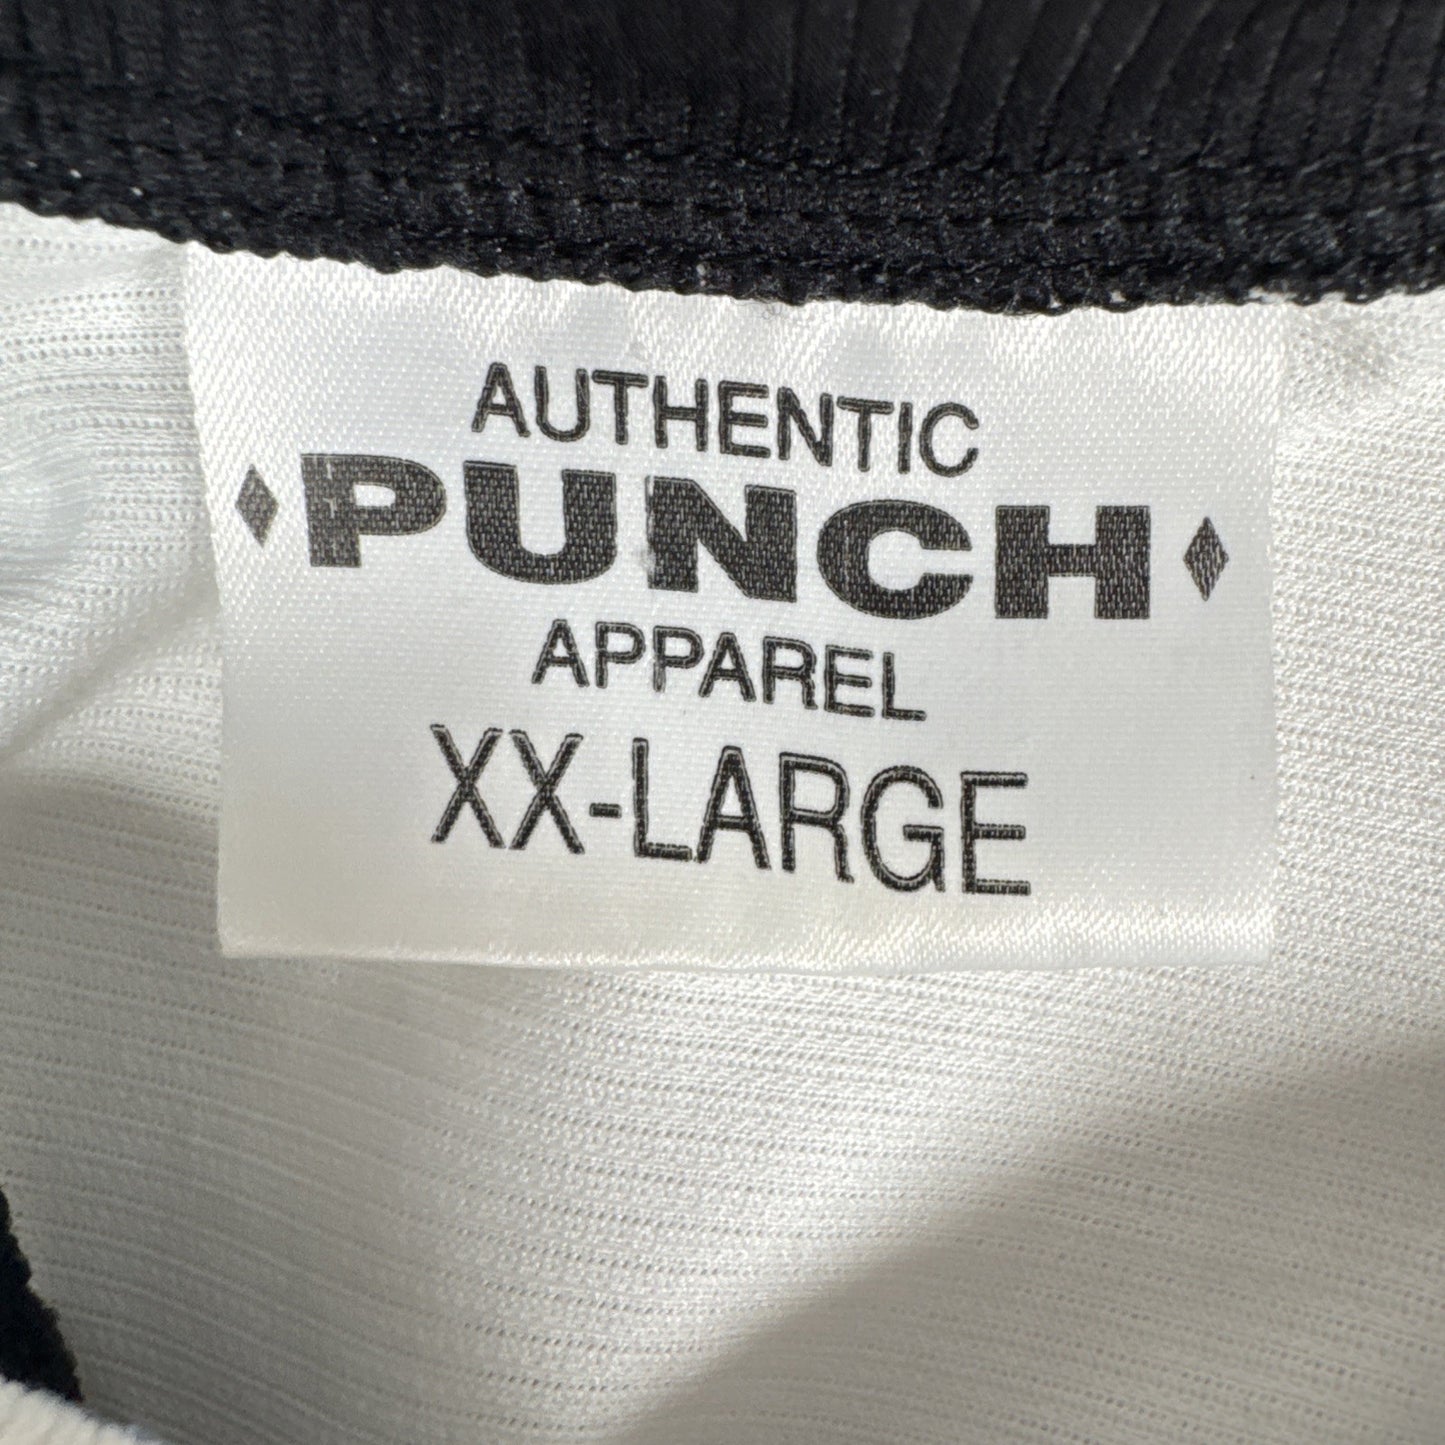 AUTHENTIC
PUNCH
APPAREL
XX-LARGE